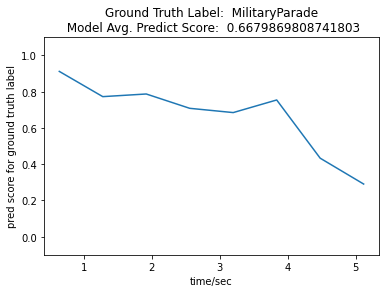 Ground Truth Label:  MilitaryParade
Model Avg. Predict Score:  0.6679869808741803
1.0
0.8
0.6
0.4
0.2
0.0
pred score for ground truth label
1 2 3 4 5
time/sec